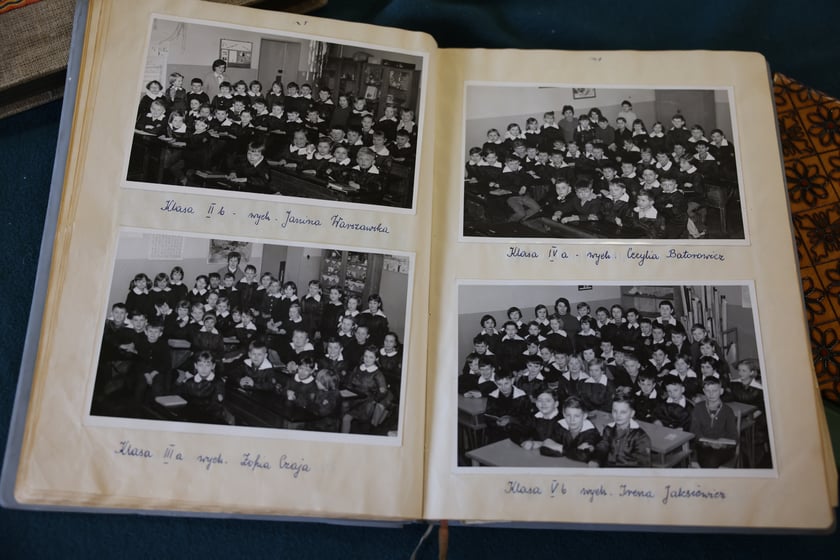 Klasa II b - wych. Janina Warszawska
Klasa III a wych. Zofia Czaja
Klasa IV a - wych. Cecylia Batorowicz
Klasa V b wych. Irena Jaksiewicz